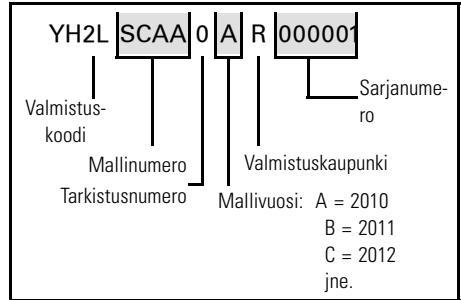 YH2L SCAA 0 A R 000001
Sarjanume-
ro
Valmistus-
koodi
Mallinumero
Valmistuskaupunki
Tarkistusnumero
Mallivuosi: A = 2010
B = 2011
C = 2012
jne.